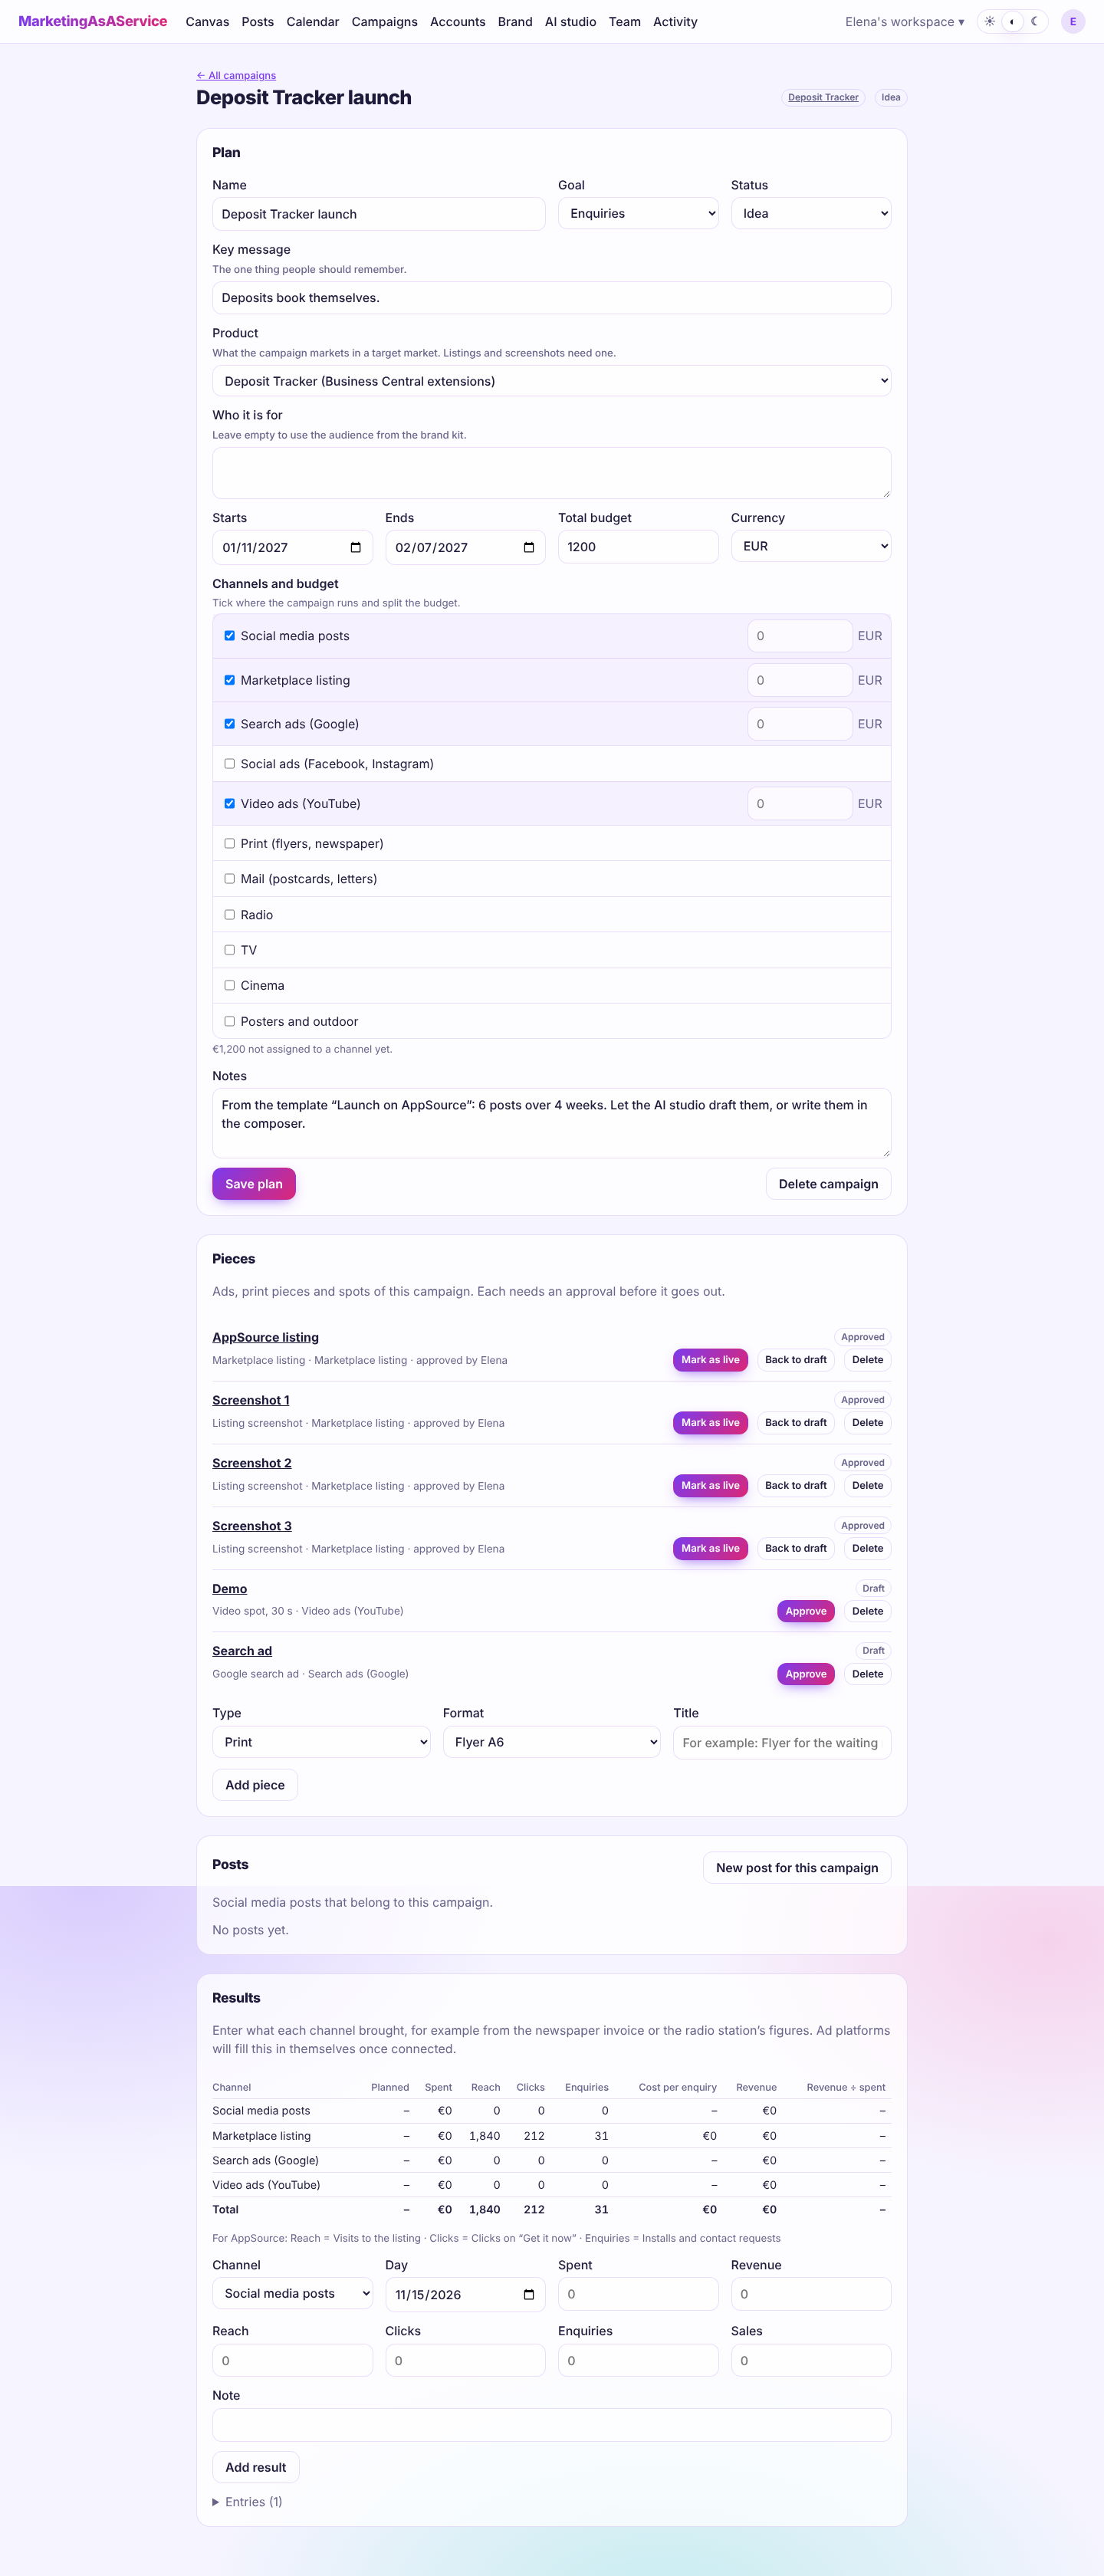 MarketingAsAService Canvas Posts Calendar Campaigns Accounts Brand AI studio Team Activity Elena's workspace ▾ ☀ ☾ E
← All campaigns
Deposit Tracker launch Deposit Tracker Idea
Plan
Name Goal Status
Deposit Tracker launch Enquiries Idea
Key message
The one thing people should remember.
Deposits book themselves.
Product
What the campaign markets in a target market. Listings and screenshots need one.
Deposit Tracker (Business Central extensions)
Who it is for
Leave empty to use the audience from the brand kit.
Starts Ends Total budget Currency
01/11/2027 02/07/2027 1200 EUR
Channels and budget
Tick where the campaign runs and split the budget.
Social media posts 0 EUR
Marketplace listing 0 EUR
Search ads (Google) 0 EUR
Social ads (Facebook, Instagram)
Video ads (YouTube) 0 EUR
Print (flyers, newspaper)
Mail (postcards, letters)
Radio
TV
Cinema
Posters and outdoor
€1,200 not assigned to a channel yet.
Notes
From the template “Launch on AppSource”: 6 posts over 4 weeks. Let the AI studio draft them, or write them in
the composer.
Save plan Delete campaign
Pieces
Ads, print pieces and spots of this campaign. Each needs an approval before it goes out.
AppSource listing Approved
Marketplace listing · Marketplace listing · approved by Elena Mark as live Back to draft Delete
Screenshot 1 Approved
Listing screenshot · Marketplace listing · approved by Elena Mark as live Back to draft Delete
Screenshot 2 Approved
Listing screenshot · Marketplace listing · approved by Elena Mark as live Back to draft Delete
Screenshot 3 Approved
Listing screenshot · Marketplace listing · approved by Elena Mark as live Back to draft Delete
Demo Draft
Video spot, 30 s · Video ads (YouTube) Approve Delete
Search ad Draft
Google search ad · Search ads (Google) Approve Delete
Type Format Title
Print Flyer A6 For example: Flyer for the waiting
Add piece
Posts New post for this campaign
Social media posts that belong to this campaign.
No posts yet.
Results
Enter what each channel brought, for example from the newspaper invoice or the radio station’s figures. Ad platforms
will fill this in themselves once connected.
Channel Planned Spent Reach Clicks Enquiries Cost per enquiry Revenue Revenue ÷ spent
Social media posts – €0 0 0 0 – €0 –
Marketplace listing – €0 1,840 212 31 €0 €0 –
Search ads (Google) – €0 0 0 0 – €0 –
Video ads (YouTube) – €0 0 0 0 – €0 –
Total – €0 1,840 212 31 €0 €0 –
For AppSource: Reach = Visits to the listing · Clicks = Clicks on “Get it now” · Enquiries = Installs and contact requests
Channel Day Spent Revenue
Social media posts 11/15/2026 0 0
Reach Clicks Enquiries Sales
0 0 0 0
Note
Add result
▶ Entries (1)